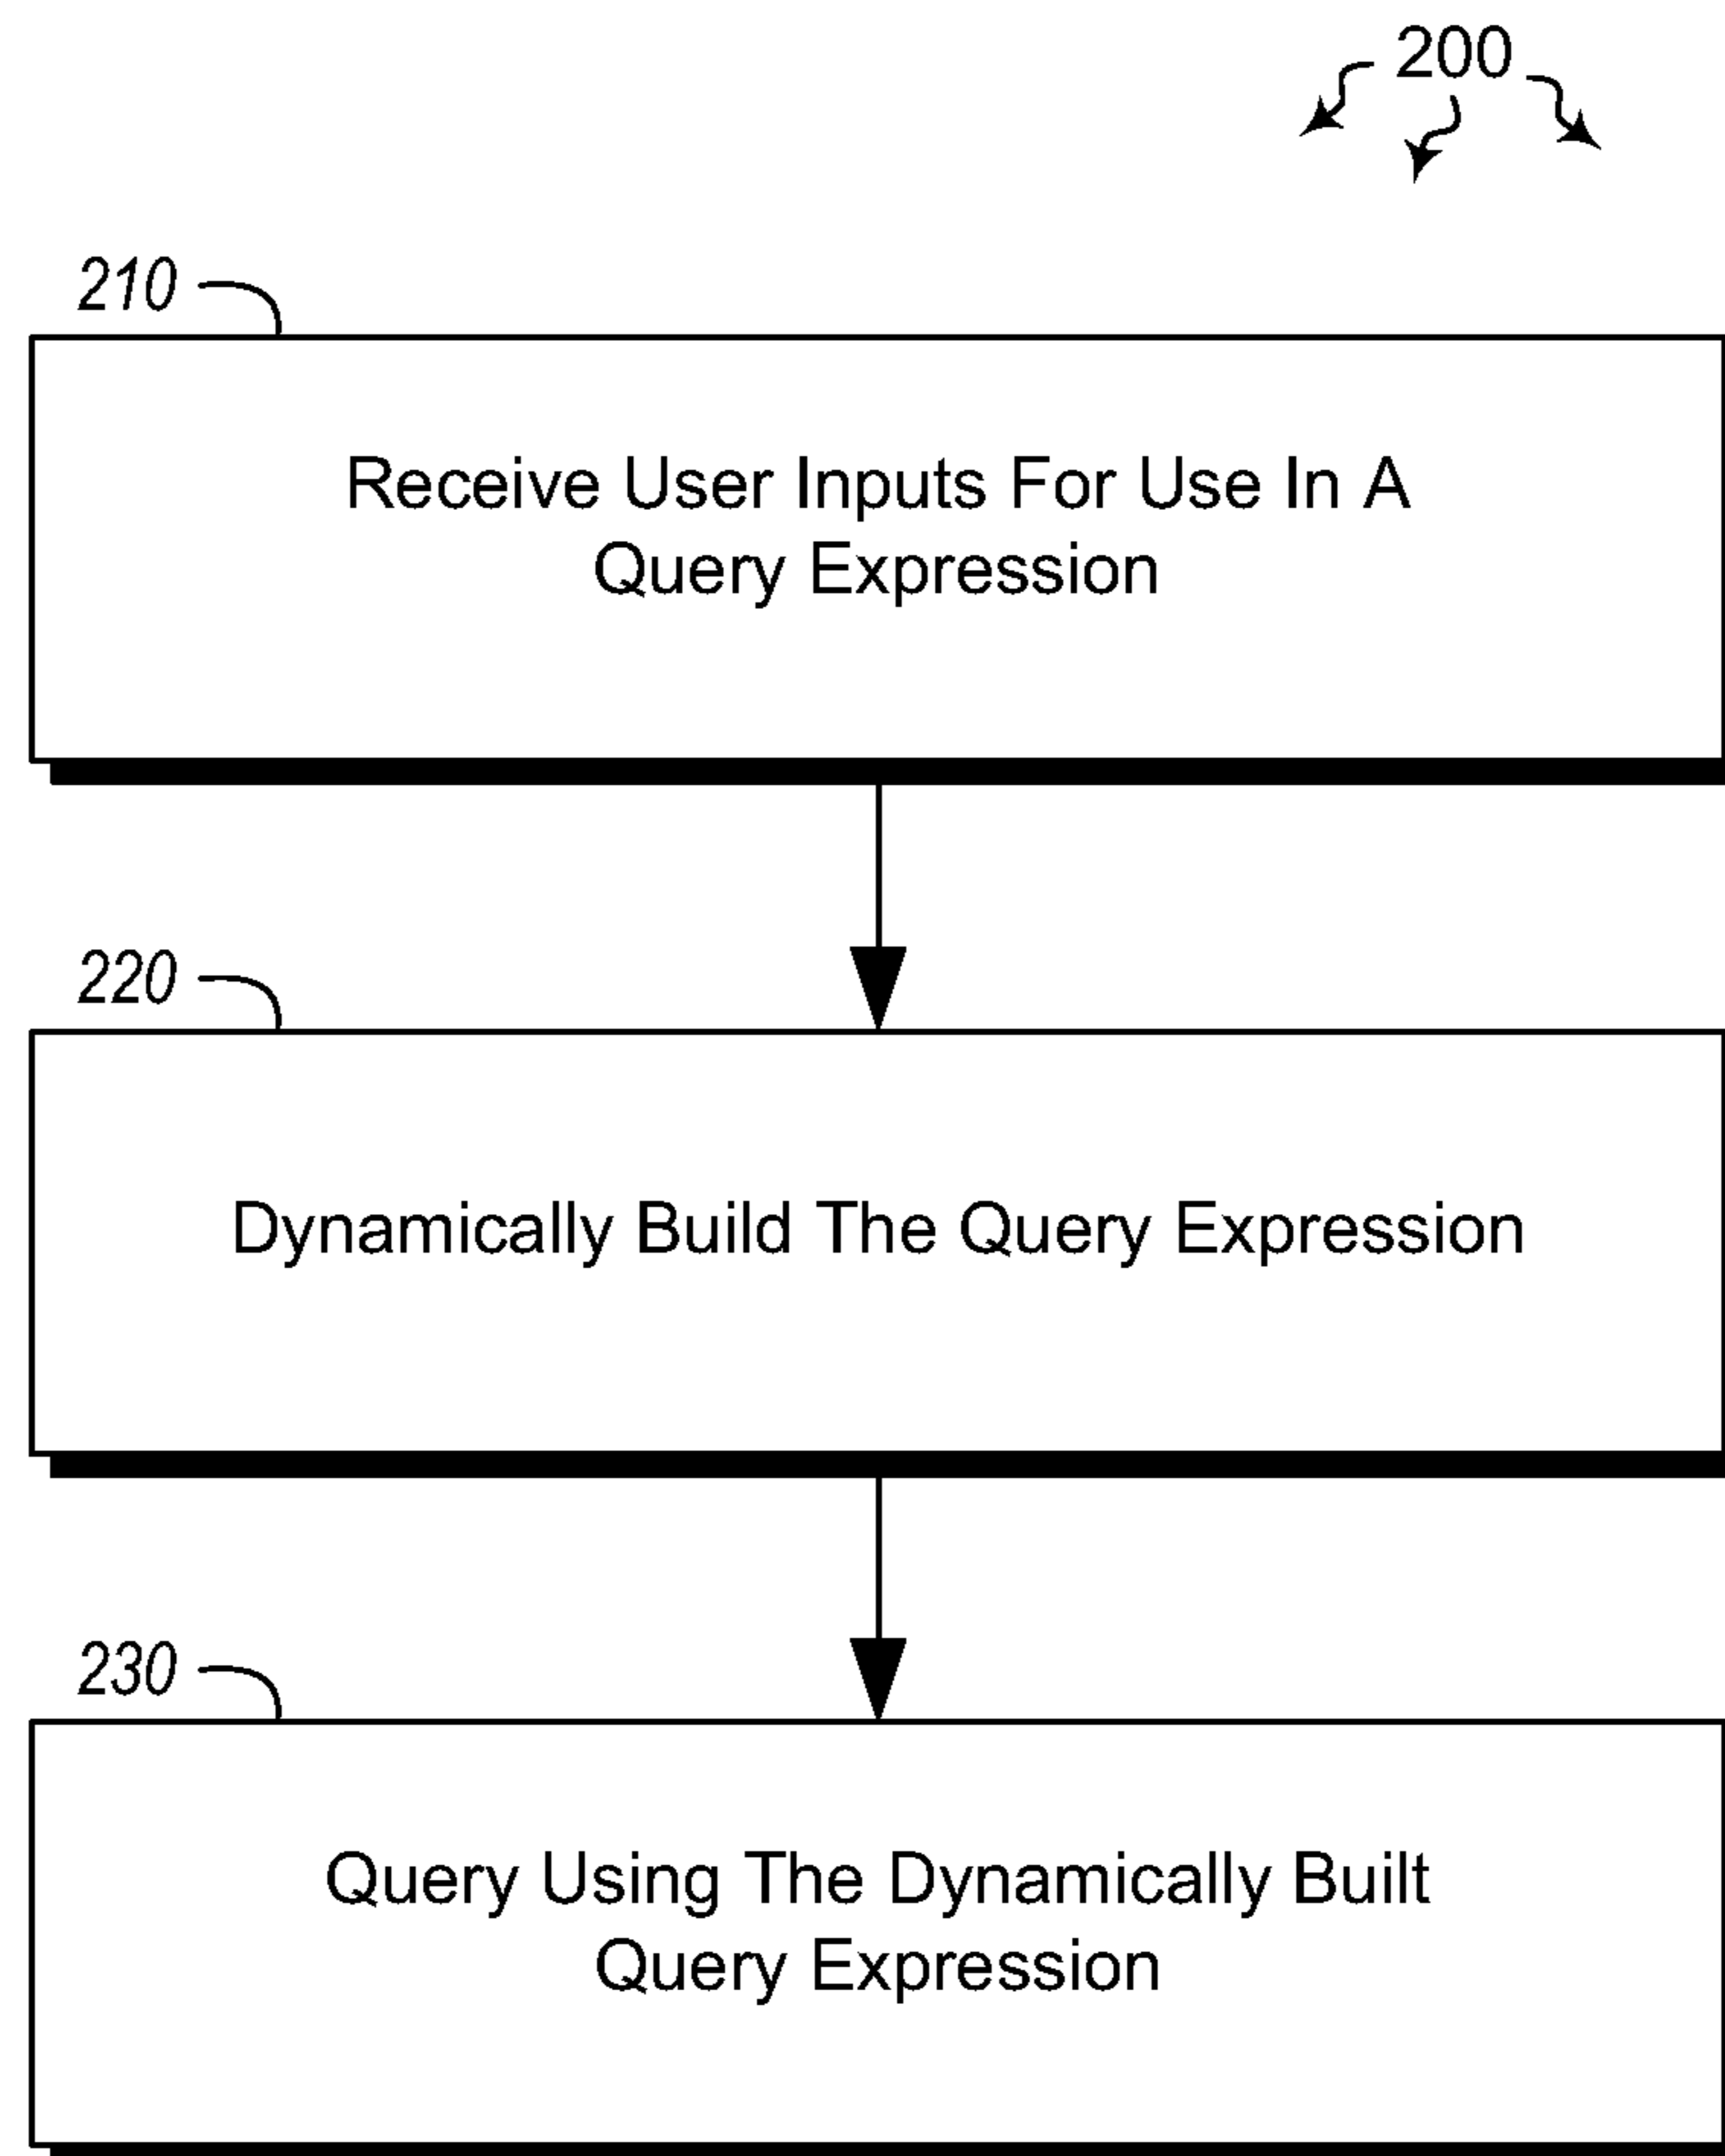 200
210
Receive User Inputs For Use In A
Query Expression
220
Dynamically Build The Query Expression
230
Query Using The Dynamically Built
Query Expression